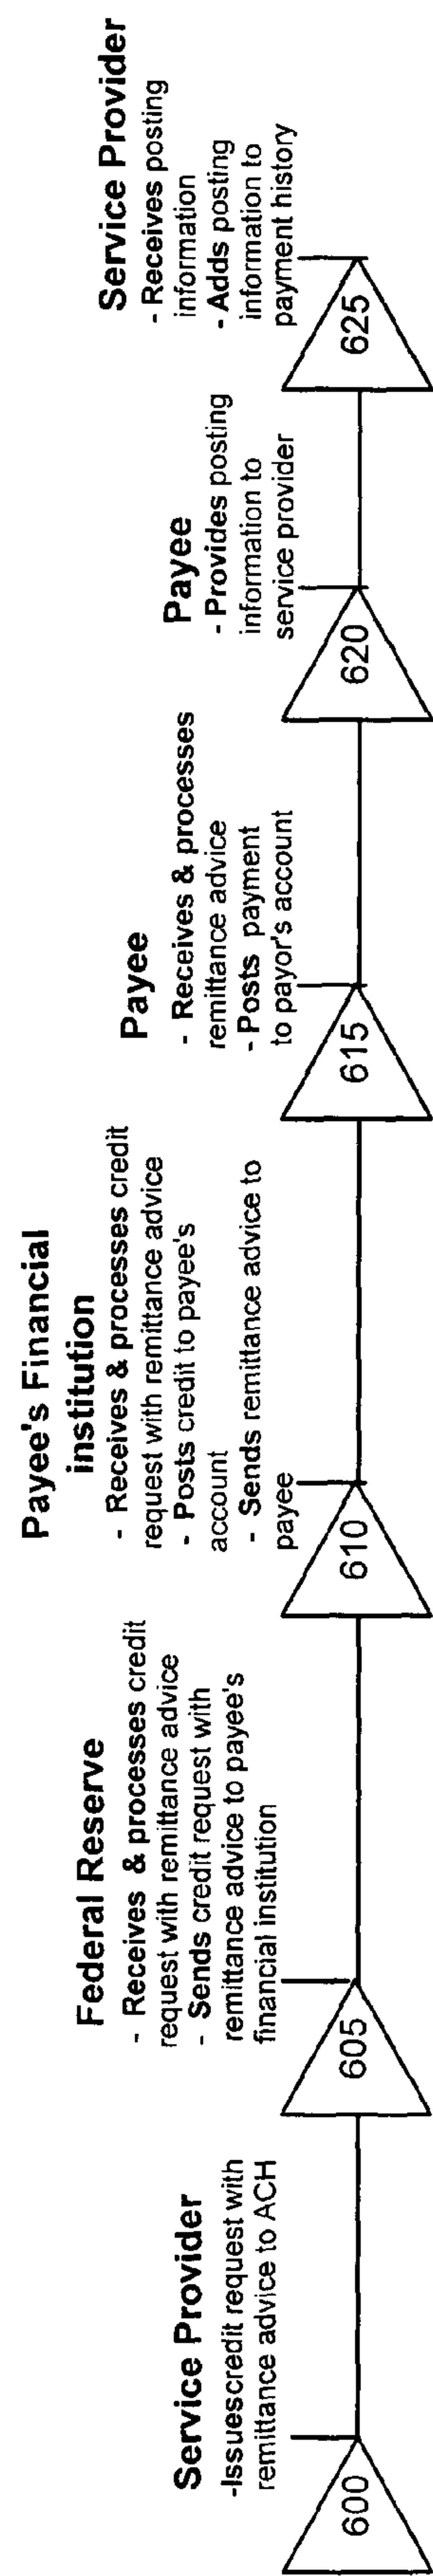 Service Provider
-Issues credit request with
remittance advice to ACH
600
Federal Reserve
- Receives & processes credit
request with remittance advice
- Sends credit request with
remittance advice to payee's
financial institution
605
Payee's Financial
institution
- Receives & processes credit
request with remittance advice
- Posts credit to payee's
account
- Sends remittance advice to
payee
610
Payee
- Receives & processes
remittance advice
- Posts payment
to payor's account
615
Payee
- Provides posting
information to
service provider
620
Service Provider
- Receives posting
information
- Adds posting
information to
payment history
625